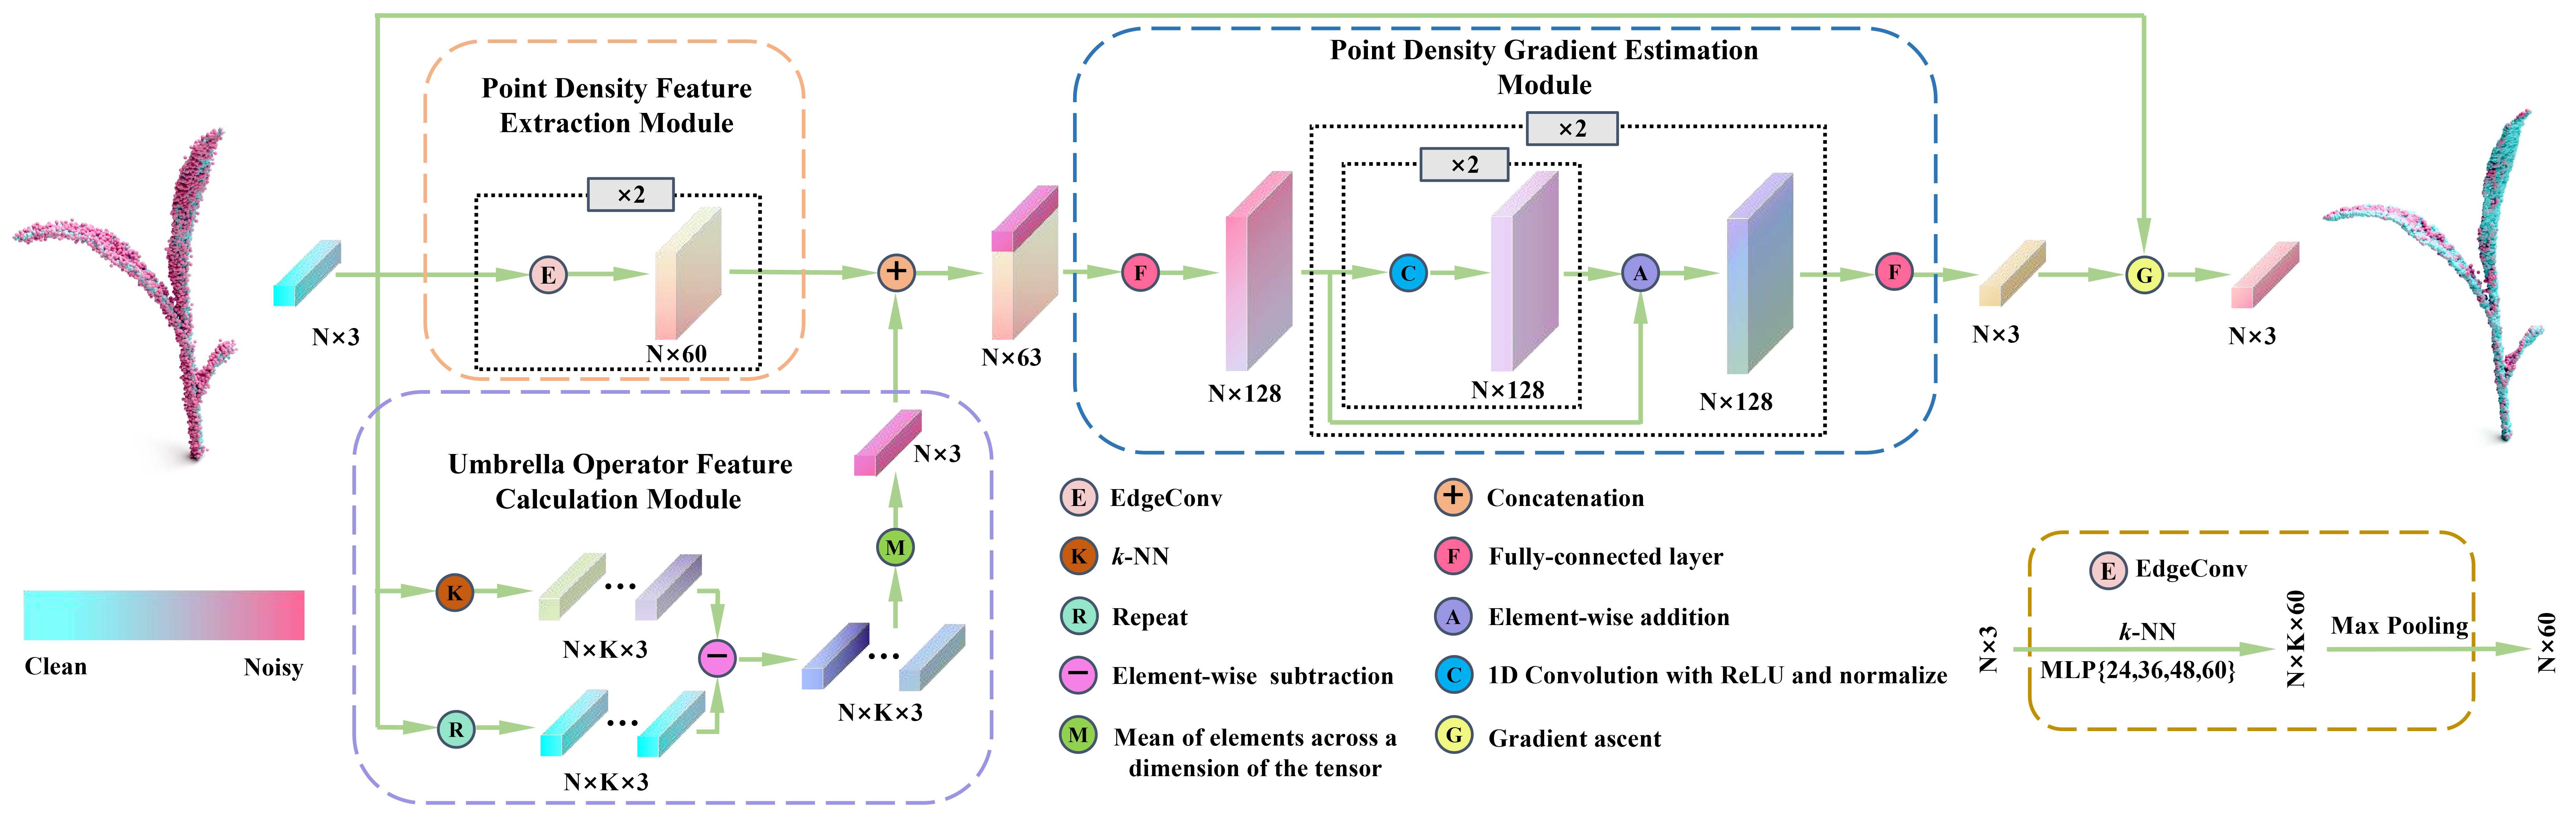 Point Density Feature
Extraction Module
×2
E
N×60
N×3
+
N×63
N×3
Umbrella Operator Feature
Calculation Module
M
K
...
N×K×3
−
...
N×K×3
R
...
N×K×3
Clean
Noisy
Point Density Gradient Estimation
Module
×2
×2
F
N×128
C
N×128
A
N×128
F
N×3
G
N×3
E EdgeConv
K k-NN
R Repeat
− Element-wise subtraction
M Mean of elements across a
dimension of the tensor
+ Concatenation
F Fully-connected layer
A Element-wise addition
C 1D Convolution with ReLU and normalize
G Gradient ascent
E EdgeConv
N×3
k-NN
MLP{24,36,48,60}
N×K×60
Max Pooling
N×60